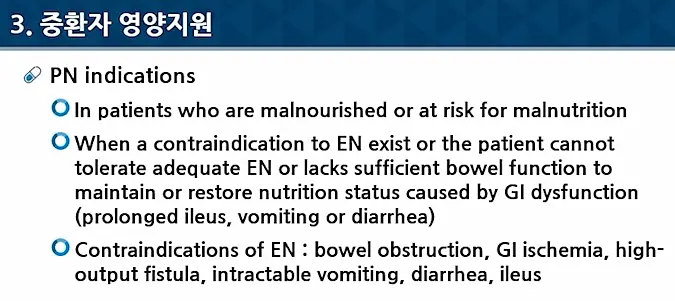 3. 중환자 영양지원
PN indications
In patients who are malnourished or at risk for malnutrition
When a contraindication to EN exist or the patient cannot
tolerate adequate EN or lacks sufficient bowel function to
maintain or restore nutrition status caused by GI dysfunction
(prolonged ileus, vomiting or diarrhea)
Contraindications of EN : bowel obstruction, GI ischemia, high-
output fistula, intractable vomiting, diarrhea, ileus